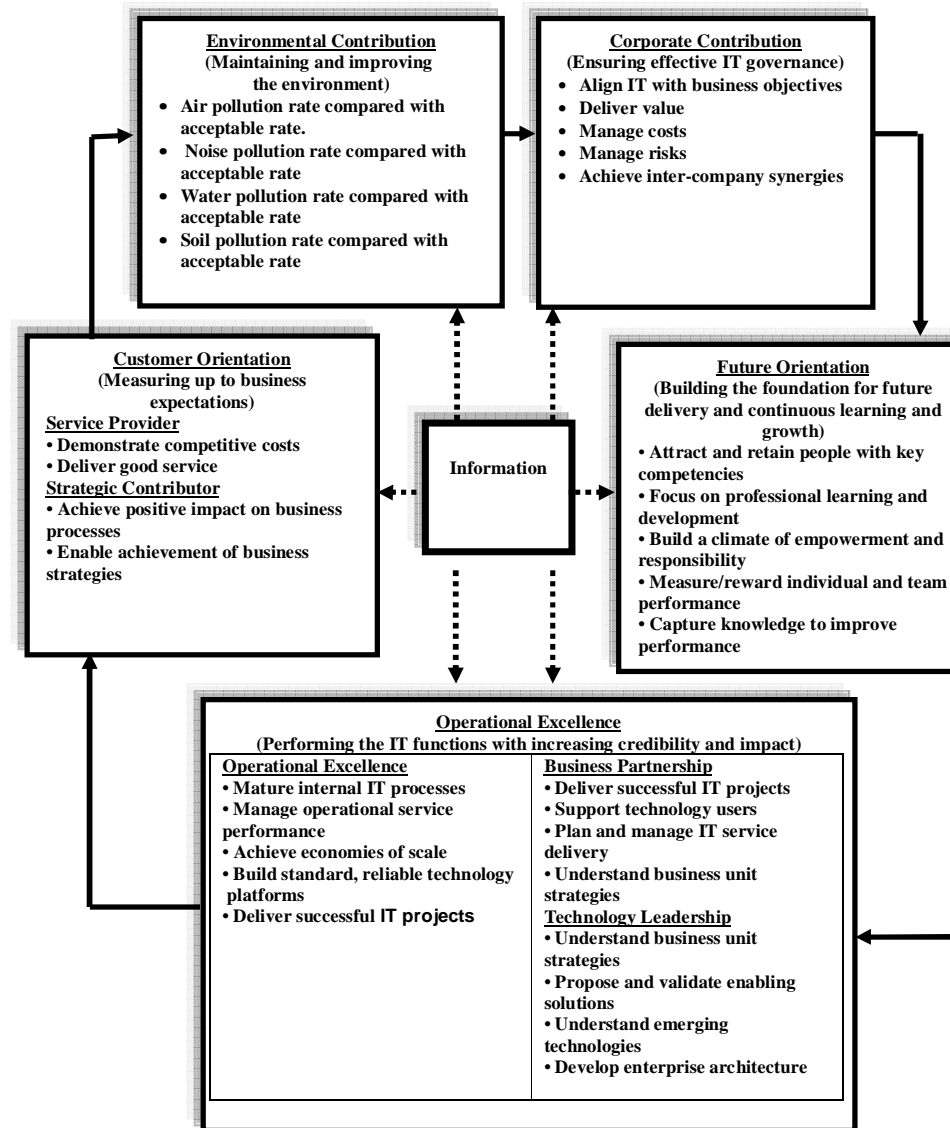 Environmental Contribution
(Maintaining and improving
the environment)
• Air pollution rate compared with
acceptable rate.
• Noise pollution rate compared with
acceptable rate
• Water pollution rate compared with
acceptable rate
• Soil pollution rate compared with
acceptable rate
Corporate Contribution
(Ensuring effective IT governance)
• Align IT with business objectives
• Deliver value
• Manage costs
• Manage risks
• Achieve inter-company synergies
Customer Orientation
(Measuring up to business
expectations)
Service Provider
• Demonstrate competitive costs
• Deliver good service
Strategic Contributor
• Achieve positive impact on business
processes
• Enable achievement of business
strategies
Information
Future Orientation
(Building the foundation for future
delivery and continuous learning and
growth)
• Attract and retain people with key
competencies
• Focus on professional learning and
development
• Build a climate of empowerment and
responsibility
• Measure/reward individual and team
performance
• Capture knowledge to improve
performance
Operational Excellence
(Performing the IT functions with increasing credibility and impact)
Operational Excellence
• Mature internal IT processes
• Manage operational service
performance
• Achieve economies of scale
• Build standard, reliable technology
platforms
• Deliver successful IT projects
Business Partnership
• Deliver successful IT projects
• Support technology users
• Plan and manage IT service
delivery
• Understand business unit
strategies
Technology Leadership
• Understand business unit
strategies
• Propose and validate enabling
solutions
• Understand emerging
technologies
• Develop enterprise architecture